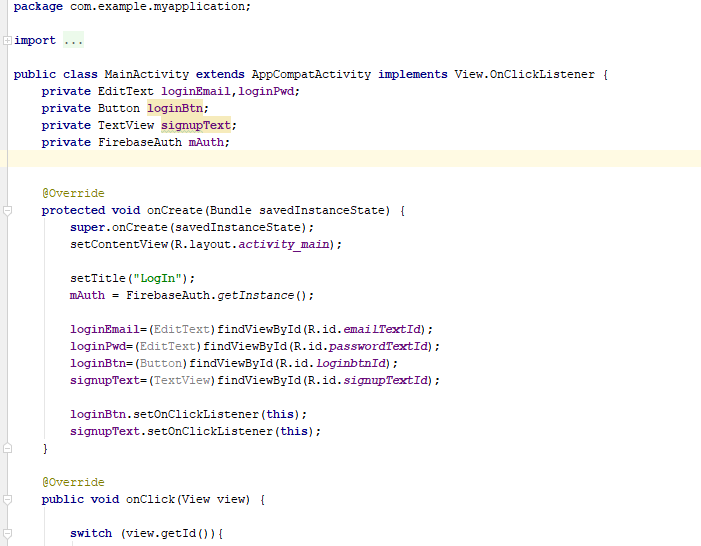 package com.example.myapplication;
import ...
public class MainActivity extends AppCompatActivity implements View.OnClickListener {
private EditText loginEmail,loginPwd;
private Button loginBtn;
private TextView signupText;
private FirebaseAuth mAuth;
@Override
protected void onCreate(Bundle savedInstanceState) {
super.onCreate(savedInstanceState);
setContentView(R.layout.activity_main);
setTitle("LogIn");
mAuth = FirebaseAuth.getInstance();
loginEmail=(EditText)findViewById(R.id.emailTextId);
loginPwd=(EditText)findViewById(R.id.passwordTextId);
loginBtn=(Button)findViewById(R.id.loginbtnId);
signupText=(TextView)findViewById(R.id.signupTextId);
loginBtn.setOnClickListener(this);
signupText.setOnClickListener(this);
}
@Override
public void onClick(View view) {
switch (view.getId()){